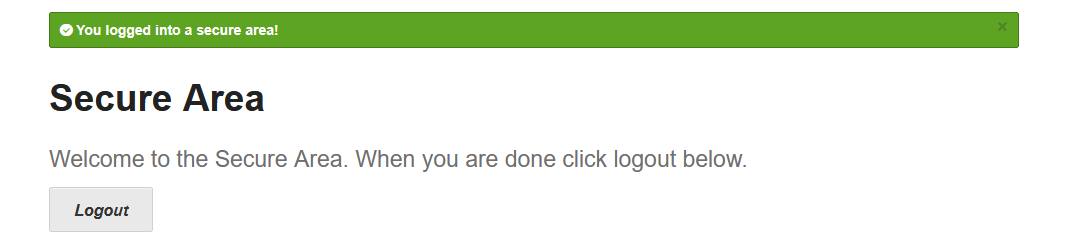 You logged into a secure area!
×
Secure Area
Welcome to the Secure Area. When you are done click logout below.
Logout